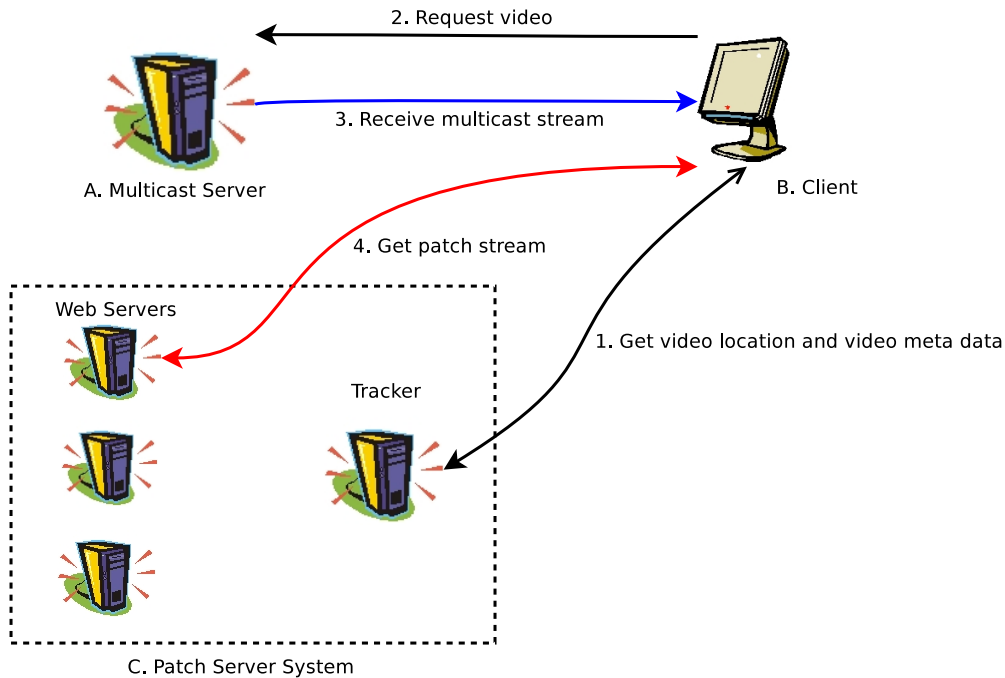 2. Request video
3. Receive multicast stream
A. Multicast Server
B. Client
4. Get patch stream
Web Servers
1. Get video location and video meta data
Tracker
C. Patch Server System